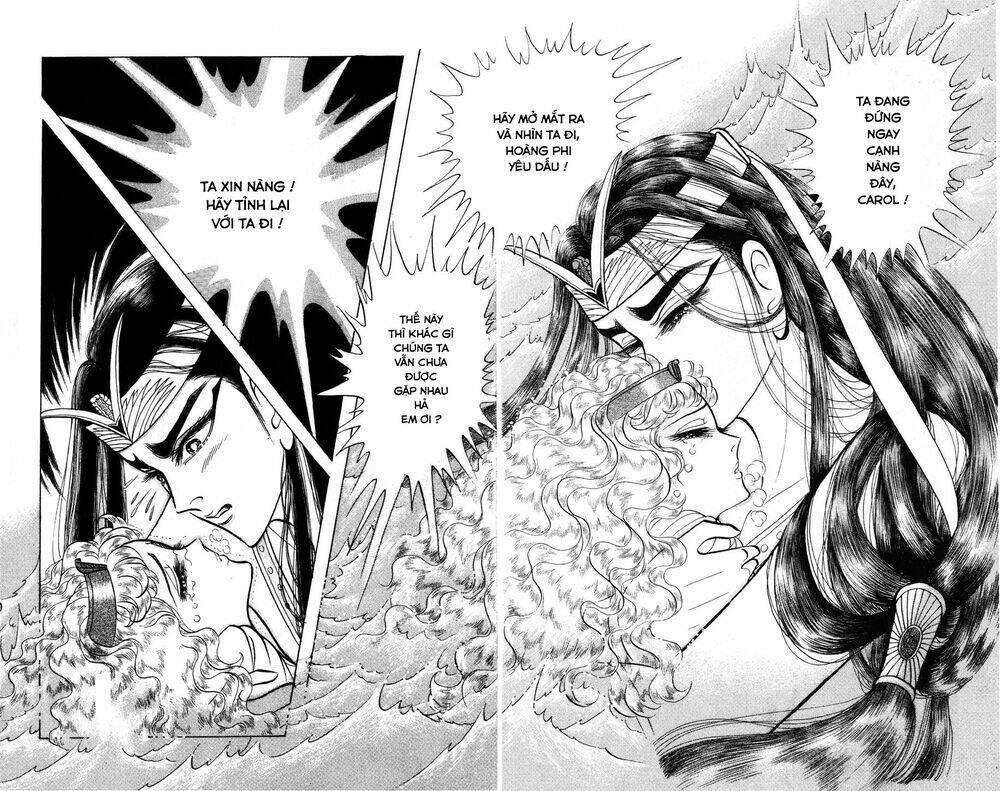 TA ĐANG
ĐỨNG
NGAY
CẠNH
NÀNG
ĐÂY,
CAROL !
HÃY MỞ MẮT RA
VÀ NHÌN TA ĐI,
HOÀNG PHI
YÊU DẤU !
THẾ NÀY
THÌ KHÁC GÌ
CHÚNG TA
VẪN CHƯA
ĐƯỢC
GẶP NHAU
HẢ
EM ƠI ?
TA XIN NÀNG !
HÃY TỈNH LẠI
VỚI TA ĐI !